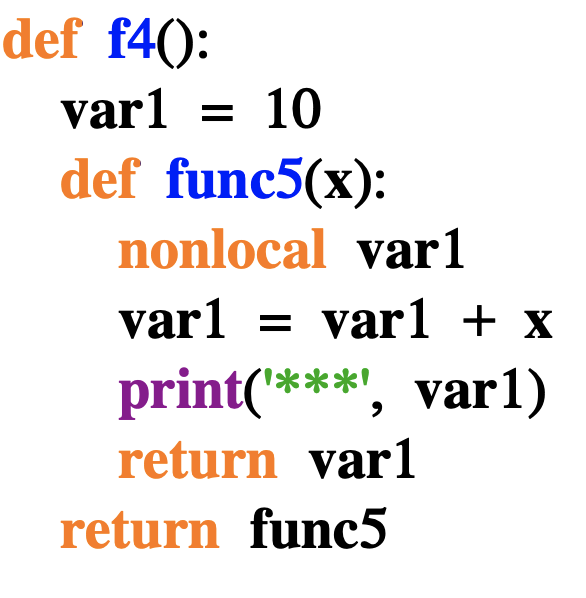 def f4():
  var1 = 10
  def func5(x):
    nonlocal var1
    var1 = var1 + x
    print('***', var1)
    return var1
  return func5